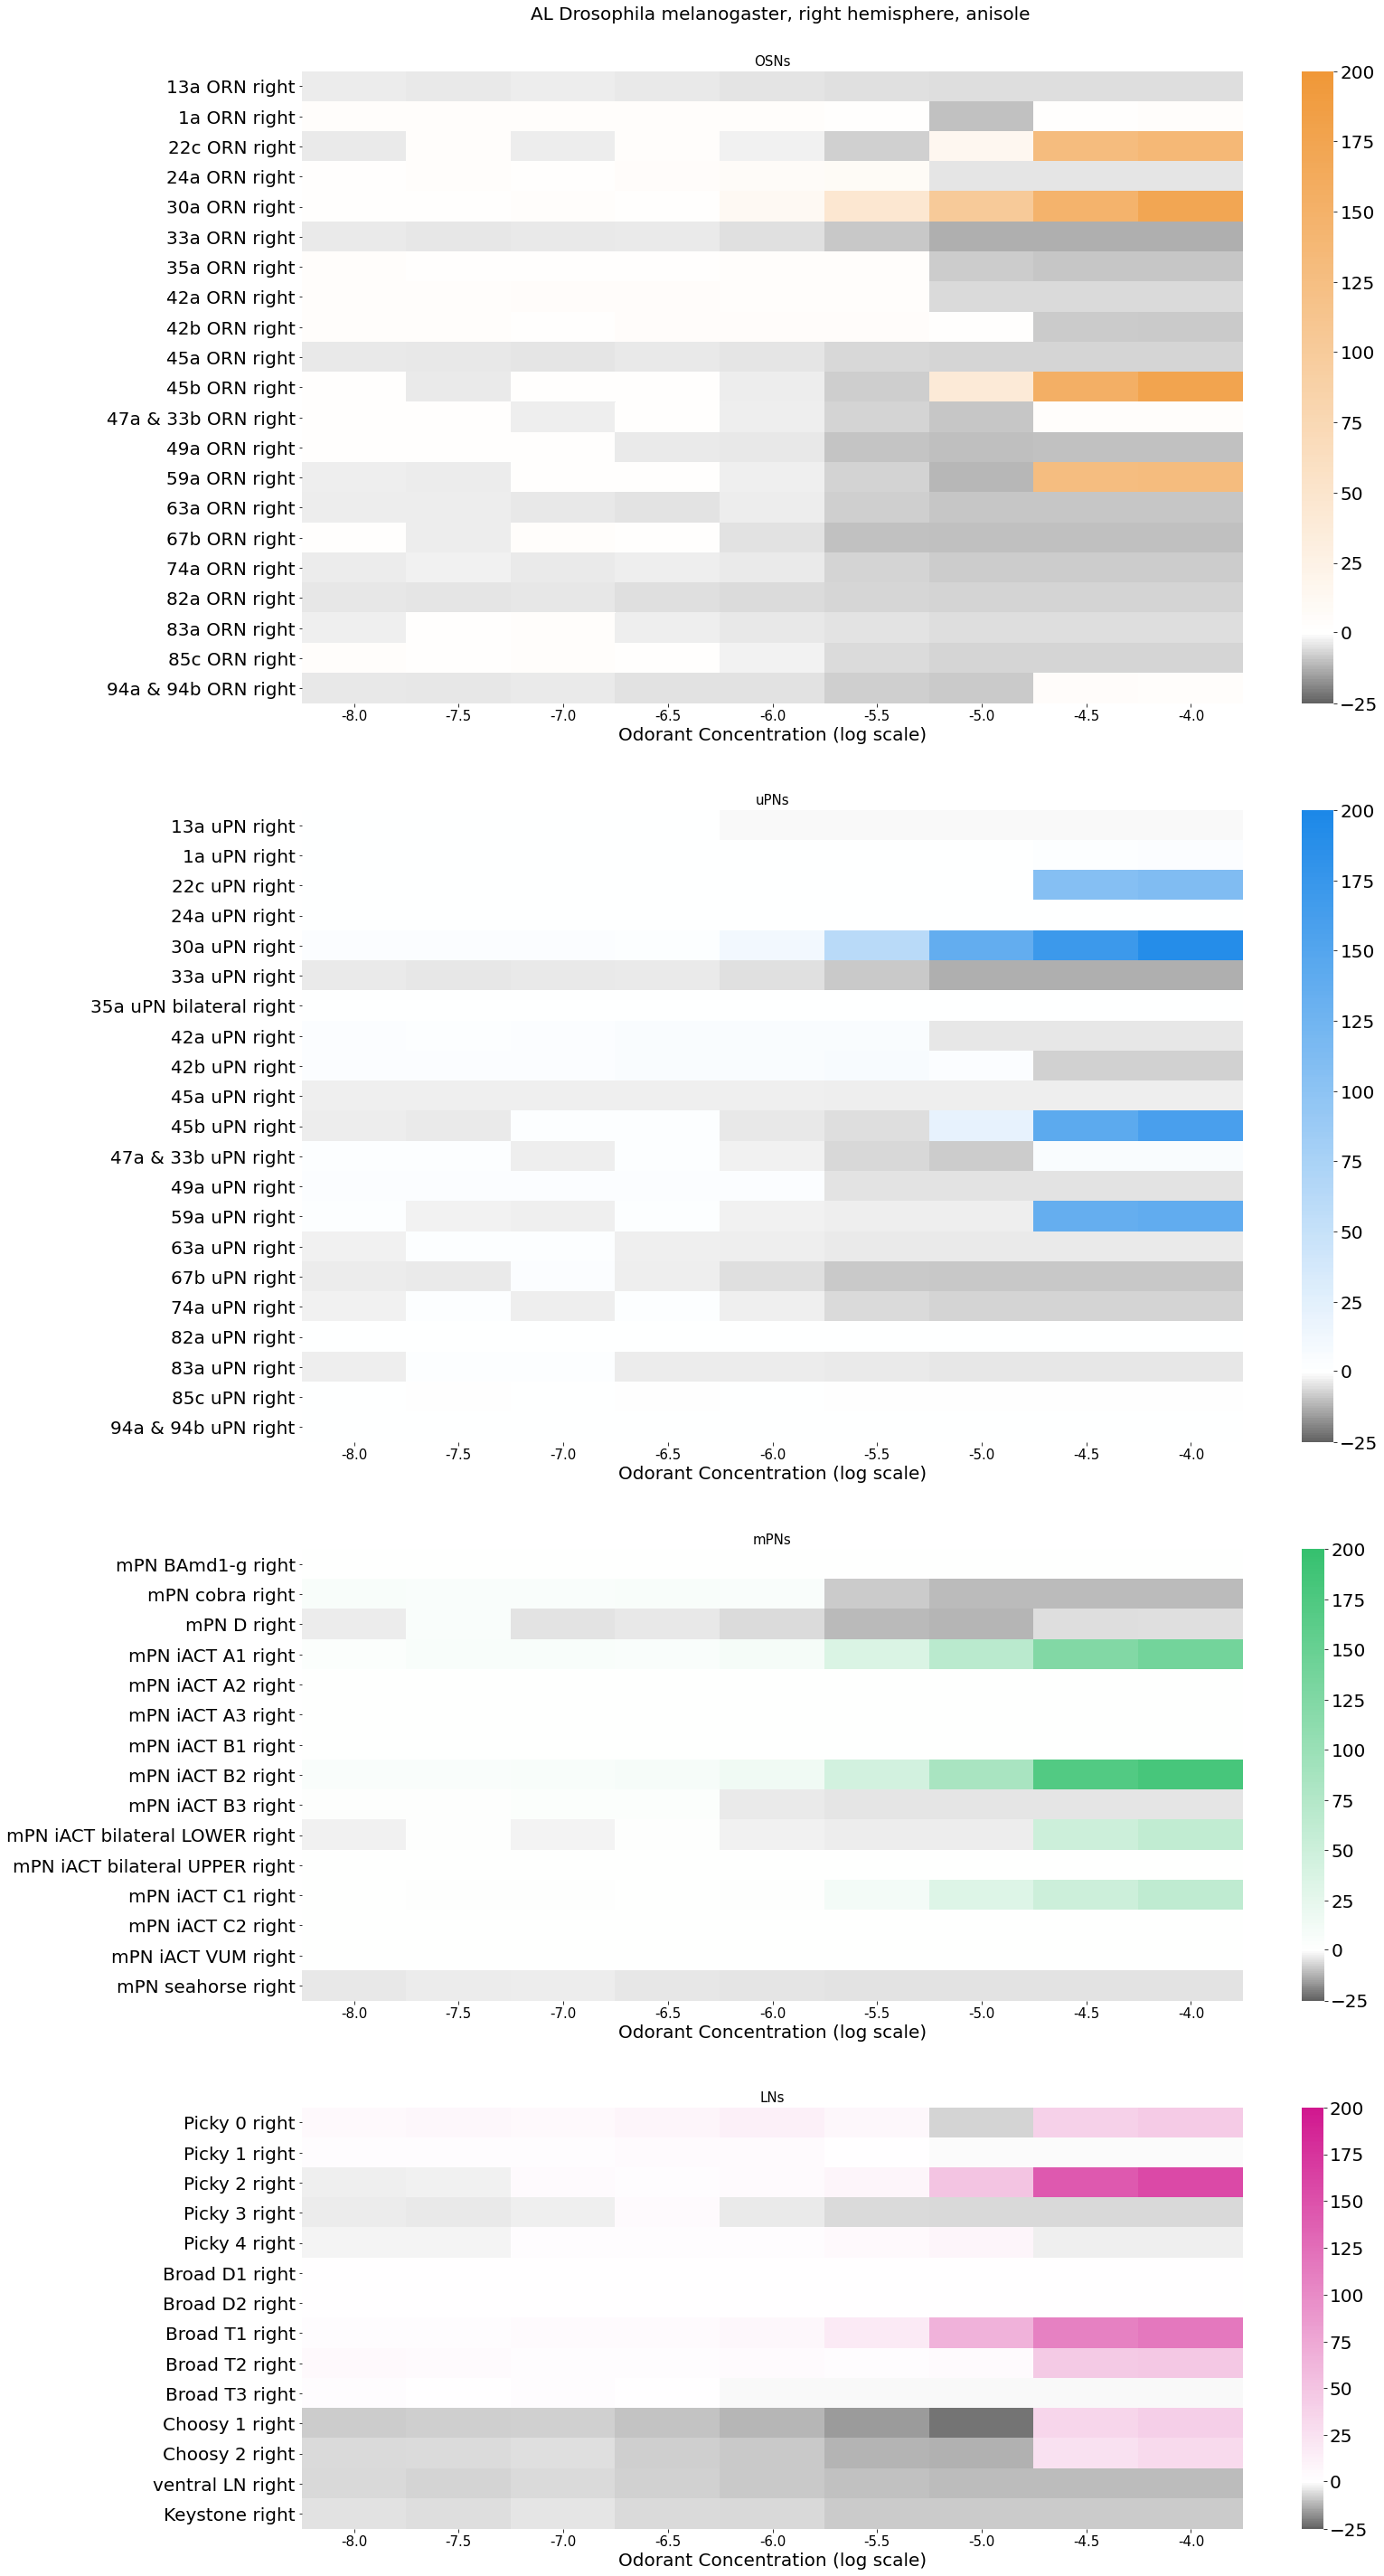 AL Drosophila melanogaster, right hemisphere, anisole
OSNs
13a ORN right
1a ORN right
22c ORN right
24a ORN right
30a ORN right
33a ORN right
35a ORN right
42a ORN right
42b ORN right
45a ORN right
45b ORN right
47a & 33b ORN right
49a ORN right
59a ORN right
63a ORN right
67b ORN right
74a ORN right
82a ORN right
83a ORN right
85c ORN right
94a & 94b ORN right
-8.0 -7.5 -7.0 -6.5 -6.0 -5.5 -5.0 -4.5 -4.0
Odorant Concentration (log scale)
200
175
150
125
100
75
50
25
0
−25
uPNs
13a uPN right
1a uPN right
22c uPN right
24a uPN right
30a uPN right
33a uPN right
35a uPN bilateral right
42a uPN right
42b uPN right
45a uPN right
45b uPN right
47a & 33b uPN right
49a uPN right
59a uPN right
63a uPN right
67b uPN right
74a uPN right
82a uPN right
83a uPN right
85c uPN right
94a & 94b uPN right
-8.0 -7.5 -7.0 -6.5 -6.0 -5.5 -5.0 -4.5 -4.0
Odorant Concentration (log scale)
200
175
150
125
100
75
50
25
0
−25
mPNs
mPN BAmd1-g right
mPN cobra right
mPN D right
mPN iACT A1 right
mPN iACT A2 right
mPN iACT A3 right
mPN iACT B1 right
mPN iACT B2 right
mPN iACT B3 right
mPN iACT bilateral LOWER right
mPN iACT bilateral UPPER right
mPN iACT C1 right
mPN iACT C2 right
mPN iACT VUM right
mPN seahorse right
-8.0 -7.5 -7.0 -6.5 -6.0 -5.5 -5.0 -4.5 -4.0
Odorant Concentration (log scale)
200
175
150
125
100
75
50
25
0
−25
LNs
Picky 0 right
Picky 1 right
Picky 2 right
Picky 3 right
Picky 4 right
Broad D1 right
Broad D2 right
Broad T1 right
Broad T2 right
Broad T3 right
Choosy 1 right
Choosy 2 right
ventral LN right
Keystone right
-8.0 -7.5 -7.0 -6.5 -6.0 -5.5 -5.0 -4.5 -4.0
Odorant Concentration (log scale)
200
175
150
125
100
75
50
25
0
−25